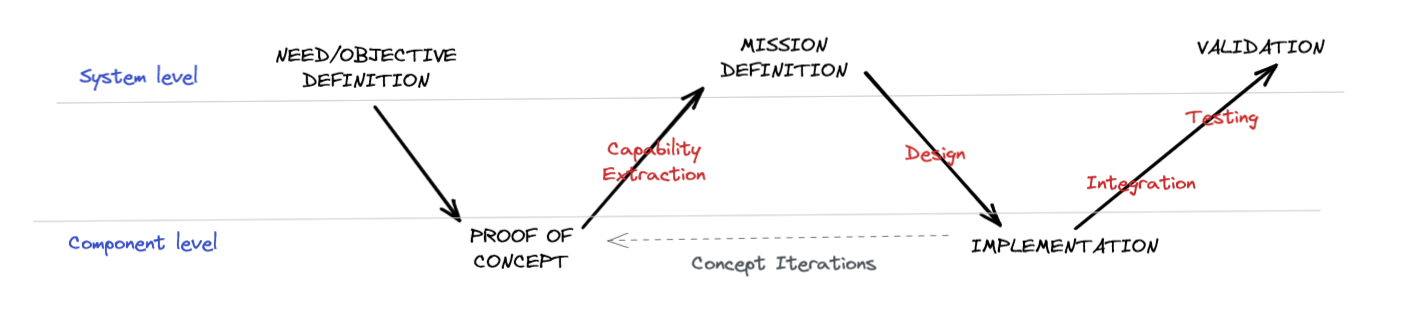 System level
NEED/OBJECTIVE
DEFINITION
MISSION
DEFINITION
VALIDATION
Capability
Extraction
Design
Testing
Integration
Component level
PROOF OF
CONCEPT
Concept Iterations
IMPLEMENTATION